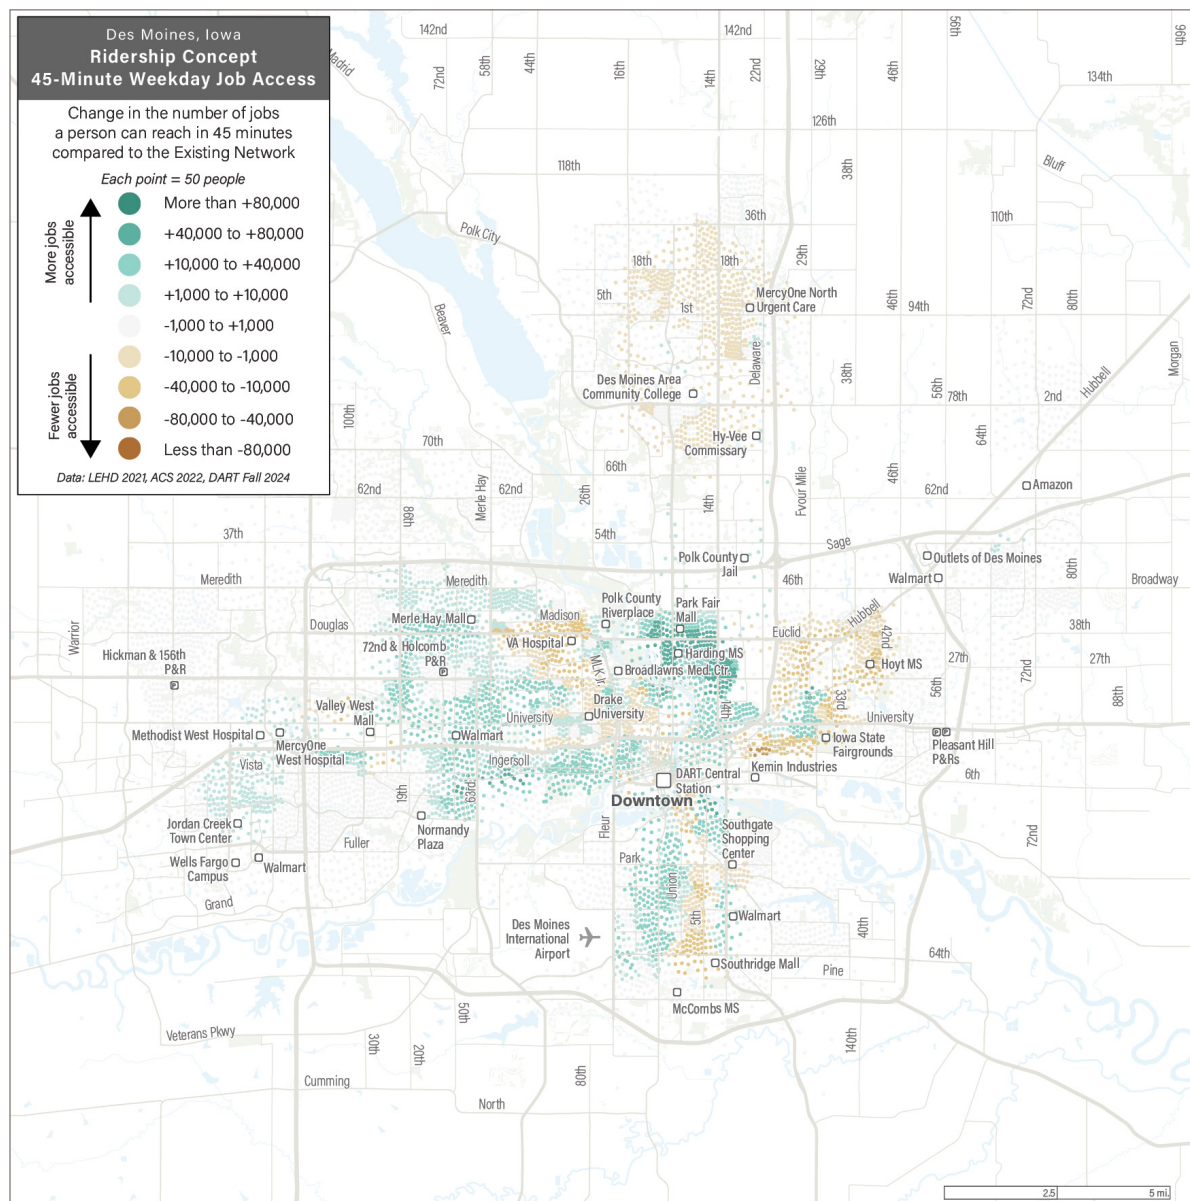 Des Moines, Iowa
Ridership Concept
45-Minute Weekday Job Access
Change in the number of jobs
a person can reach in 45 minutes
compared to the Existing Network
Each point = 50 people
More jobs
accessible
More than +80,000
+40,000 to +80,000
+10,000 to +40,000
+1,000 to +10,000
-1,000 to +1,000
-10,000 to -1,000
-40,000 to -10,000
-80,000 to -40,000
Less than -80,000
Fewer jobs
accessible
Data: LEHD 2021, ACS 2022, DART Fall 2024
Madrid
142nd
72nd
58th
44th
16th
14th
142nd
22nd
29th
46th
56th
96th
134th
126th
118th
38th
Bluff
110th
Polk City
36th
18th
18th
29th
5th
1st
MercyOne North
Urgent Care
46th
94th
72nd
80th
Beaver
Delaware
38th
Morgan
Hubbell
Des Moines Area
Community College
56th
78th
2nd
100th
70th
Hy-Vee
Commissary
64th
66th
62nd
86th
Merle Hay
62nd
26th
14th
Fvour Mile
46th
62nd
Amazon
37th
54th
Sage
Polk County
Jail
Outlets of Des Moines
Walmart
80th
Broadway
Meredith
Meredith
46th
Warrior
Douglas
Merle Hay Mall
Madison
Polk County
Riverplace
Park Fair
Mall
Hubbell
Euclid
42nd
38th
VA Hospital
72nd & Holcomb
P&R
Harding MS
Hickman & 156th
P&R
MLK Jr
Broadlawns Med. Ctr.
Hoyt MS
27th
27th
72nd
56th
88th
Valley West
Mall
University
Drake
University
14th
33rd
University
Methodist West Hospital
MercyOne
West Hospital
Walmart
Iowa State
Fairgrounds
Pleasant Hill
P&Rs
Vista
Ingersoll
Kemin Industries
6th
19th
63rd
DART Central
Station
Downtown
Jordan Creek
Town Center
Normandy
Plaza
Fleur
Southgate
Shopping
Center
72nd
Fuller
Park
Wells Fargo
Campus
Walmart
Union
Grand
5th
Walmart
40th
Des Moines
International
Airport
64th
Southridge Mall
Pine
McCombs MS
50th
Veterans Pkwy
30th
20th
140th
80th
Cumming
North
2.5
5 mi.